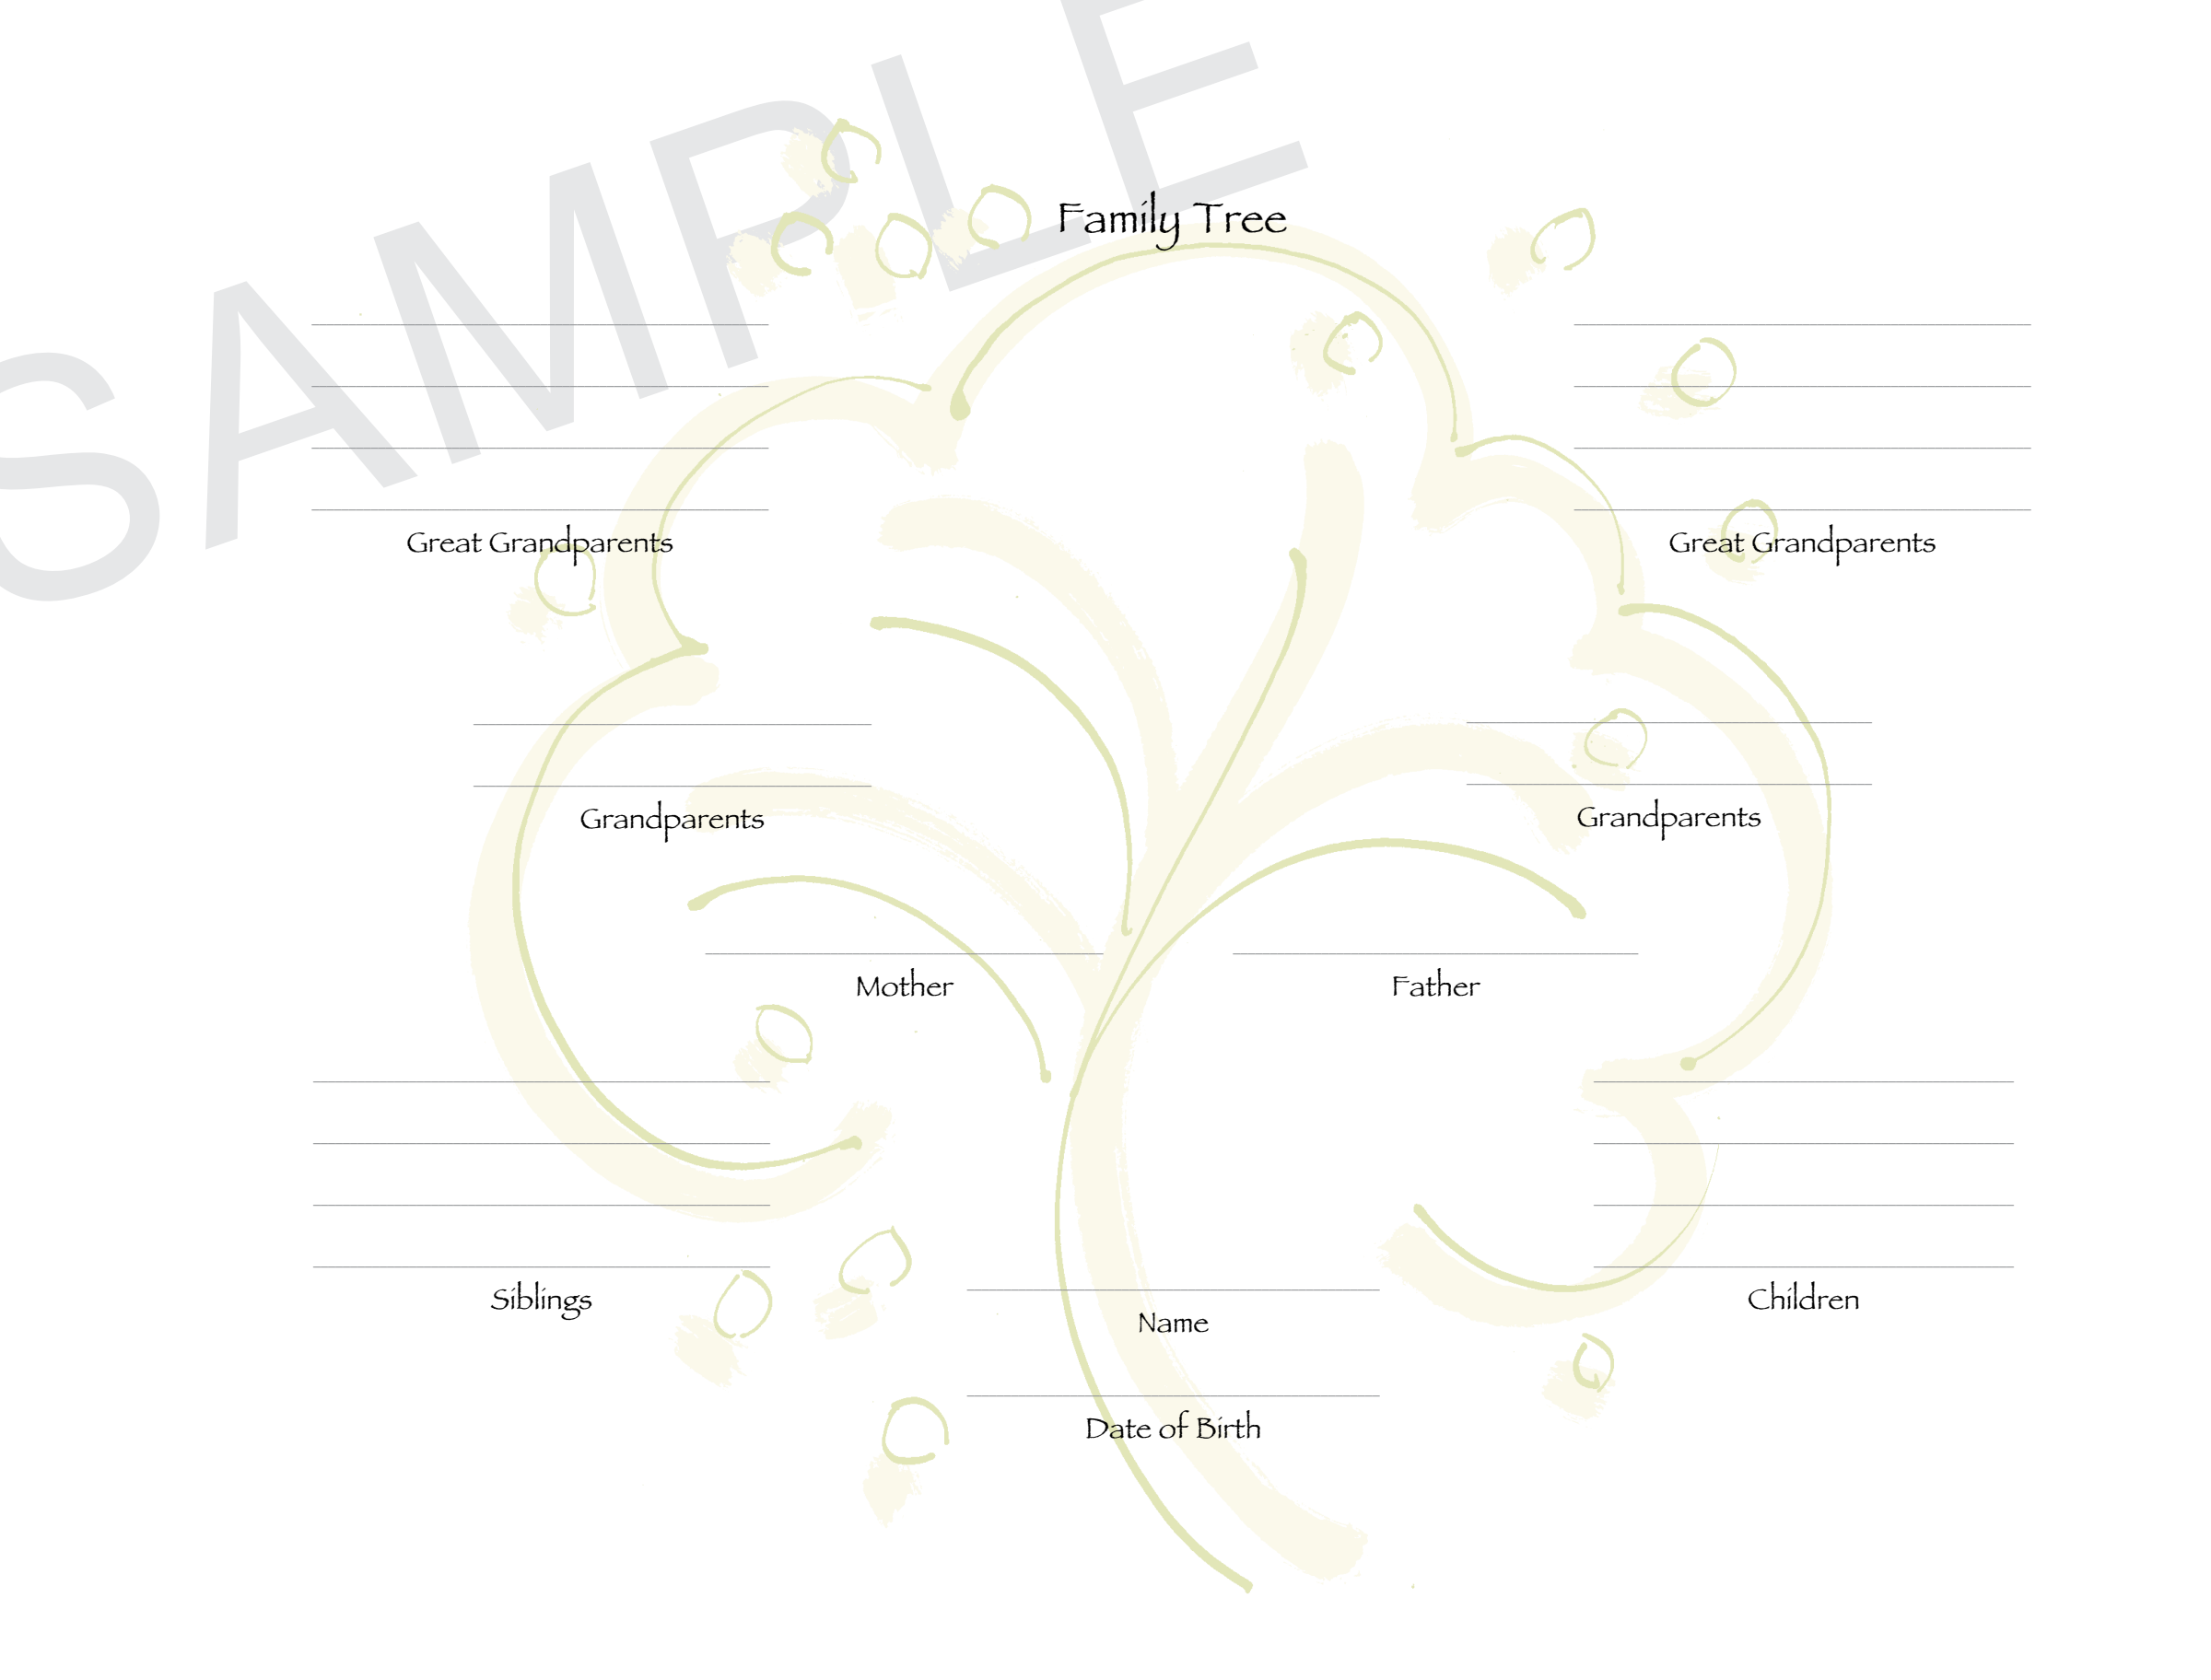 SAMPLE
Family Tree
Great Grandparents
Great Grandparents
Grandparents
Grandparents
Mother
Father
Siblings
Children
Name
Date of Birth